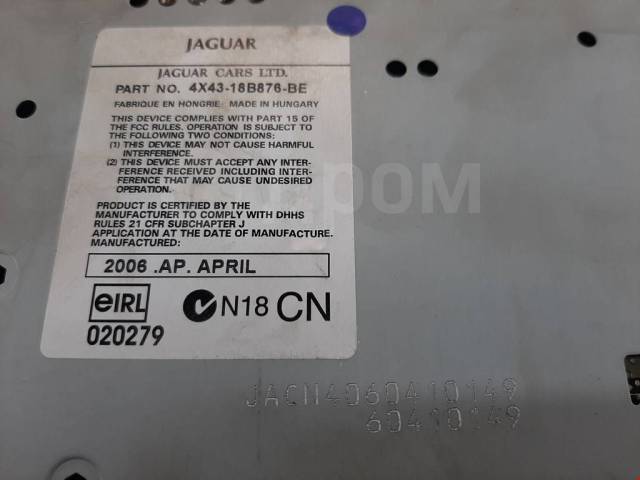 JAGUAR
JAGUAR CARS LTD.
PART NO. 4X43-18B876-BE
FABRIQUE EN HONGRIE MADE IN HUNGARY
THIS DEVICE COMPLIES WITH PART 15 OF
THE FCC RULES. OPERATION IS SUBJECT TO
THE FOLLOWING TWO CONDITIONS:
(1) THIS DEVICE MAY NOT CAUSE HARMFUL
INTERFERENCE.
(2) THIS DEVICE MUST ACCEPT ANY INTER-
FERENCE RECEIVED INCLUDING INTER-
FERENCE THAT MAY CAUSE UNDESIRED
OPERATION.
PRODUCT IS CERTIFIED BY THE
MANUFACTURER TO COMPLY WITH DHHS
RULES 21 CFR SUBCHAPTER J
APPLICATION AT THE DATE OF MANUFACTURE.
MANUFACTURED:
2006 .AP. APRIL
eIRL
020279
N18 CN
JACN4060410149
60410149